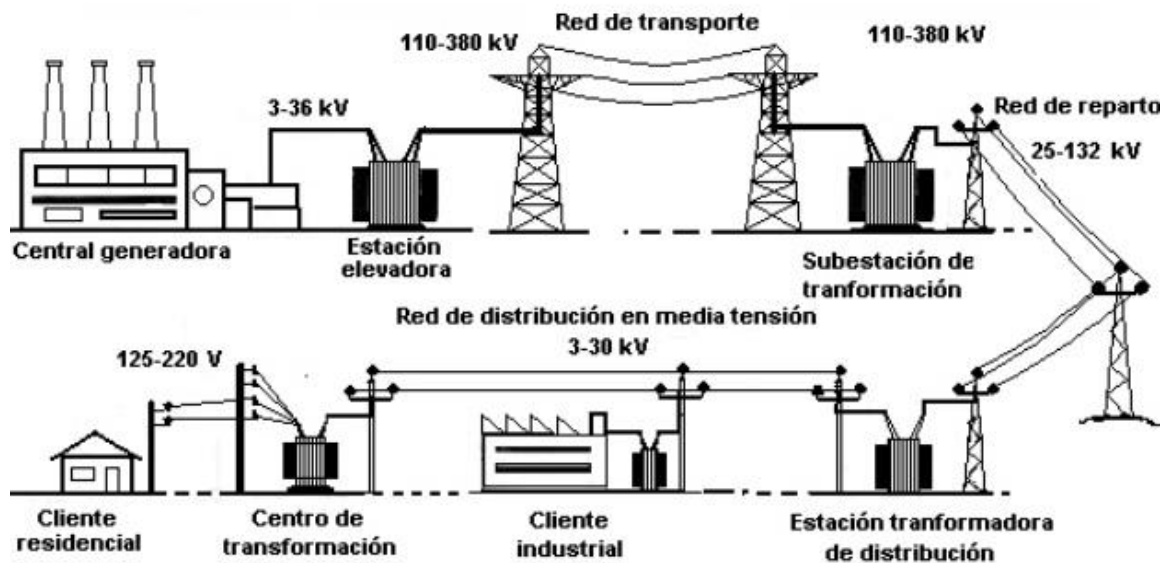 Red de transporte
110-380 kV
110-380 kV
3-36 kV
Red de reparto
25-132 kV
Central generadora
Estación
elevadora
Subestación de
tranformación
Red de distribución en media tensión
3-30 kV
125-220 V
Cliente
residencial
Centro de
transformación
Cliente
industrial
Estación tranformadora
de distribución